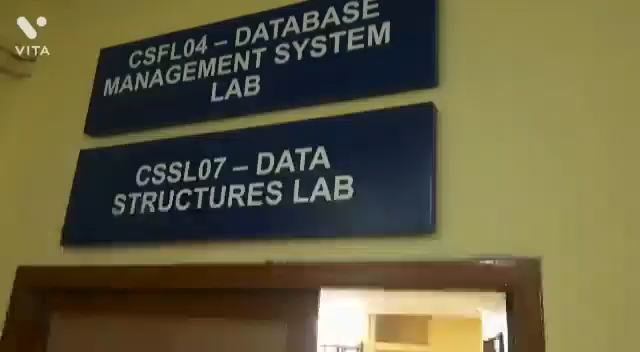 VITA
CSFL04 – DATABASE
MANAGEMENT SYSTEM
LAB
CSSL07 – DATA
STRUCTURES LAB